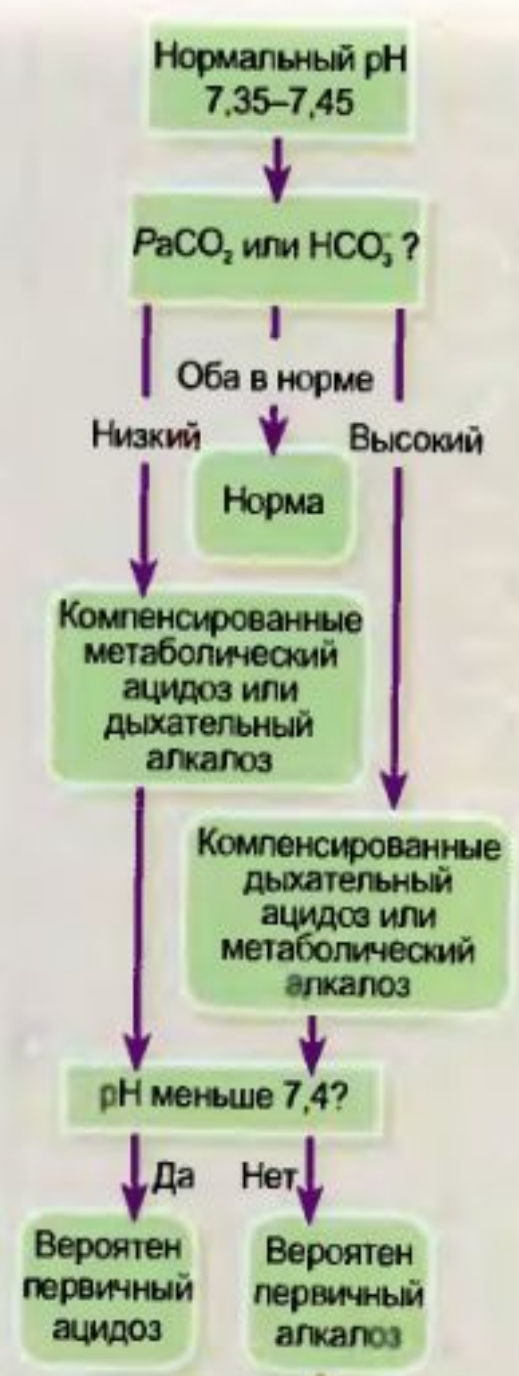 Нормальный pH
7,35–7,45
PaCO₂ или HCO₃⁻ ?
Оба в норме
Низкий
Высокий
Норма
Компенсированные
метаболический
ацидоз или
дыхательный
алкалоз
Компенсированные
дыхательный
ацидоз или
метаболический
алкалоз
pH меньше 7,4?
Да
Нет
Вероятен
первичный
ацидоз
Вероятен
первичный
алкалоз